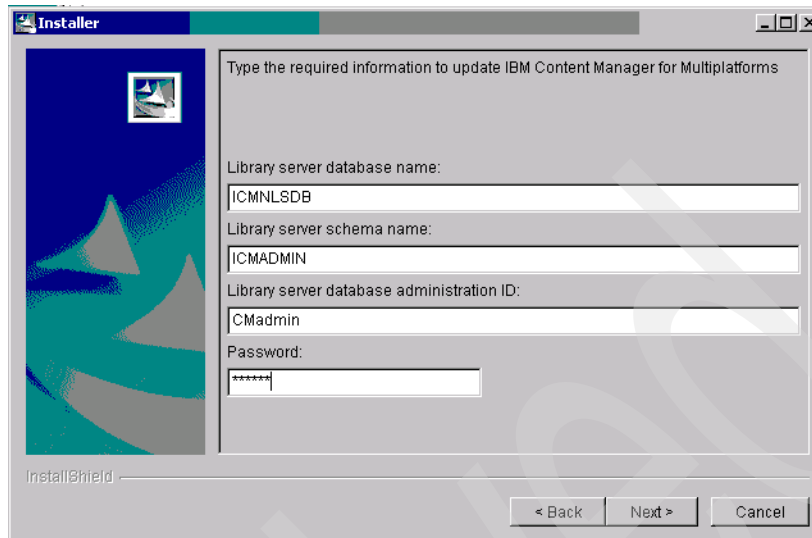 Installer
Type the required information to update IBM Content Manager for Multiplatforms
Library server database name:
ICMNLSDB
Library server schema name:
ICMADMIN
Library server database administration ID:
CMadmin
Password:
******
InstallShield
< Back Next > Cancel